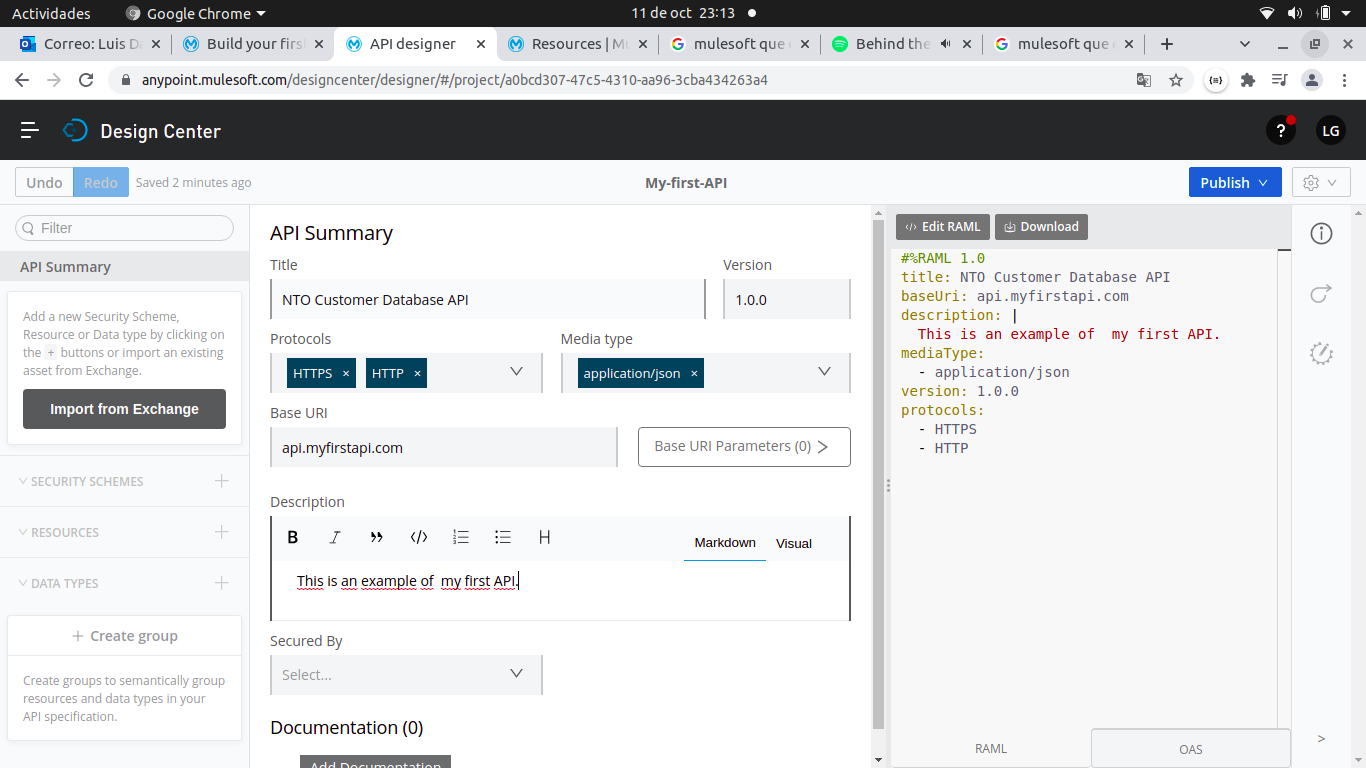 Actividades Google Chrome 11 de oct 23:13
Correo: Luis Da Build your firs API designer Resources | Mu mulesoft que e Behind the mulesoft que e
anypoint.mulesoft.com/designcenter/designer/#/project/a0bcd307-47c5-4310-aa96-3cba434263a4
Design Center ? LG
Undo Redo Saved 2 minutes ago My-first-API Publish
Filter
API Summary
Add a new Security Scheme,
Resource or Data type by clicking on
the + buttons or import an existing
asset from Exchange.
Import from Exchange
SECURITY SCHEMES
RESOURCES
DATA TYPES
+ Create group
Create groups to semantically group
resources and data types in your
API specification.
API Summary
Title Version
NTO Customer Database API 1.0.0
Protocols Media type
HTTPS × HTTP × application/json ×
Base URI
api.myfirstapi.com Base URI Parameters (0)
Description
B I H Markdown Visual
This is an example of  my first API.
Secured By
Select...
Documentation (0)
Add Documentation
Edit RAML Download
#%RAML 1.0
title: NTO Customer Database API
baseUri: api.myfirstapi.com
description: |
  This is an example of  my first API.
mediaType:
  - application/json
version: 1.0.0
protocols:
  - HTTPS
  - HTTP
RAML OAS >